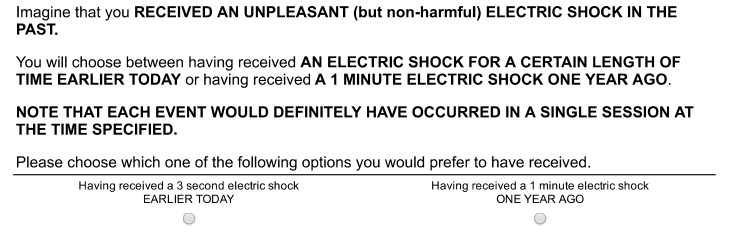 Imagine that you RECEIVED AN UNPLEASANT (but non-harmful) ELECTRIC SHOCK IN THE
PAST.
You will choose between having received AN ELECTRIC SHOCK FOR A CERTAIN LENGTH OF
TIME EARLIER TODAY or having received A 1 MINUTE ELECTRIC SHOCK ONE YEAR AGO.
NOTE THAT EACH EVENT WOULD DEFINITELY HAVE OCCURRED IN A SINGLE SESSION AT
THE TIME SPECIFIED.
Please choose which one of the following options you would prefer to have received.
Having received a 3 second electric shock
EARLIER TODAY
Having received a 1 minute electric shock
ONE YEAR AGO